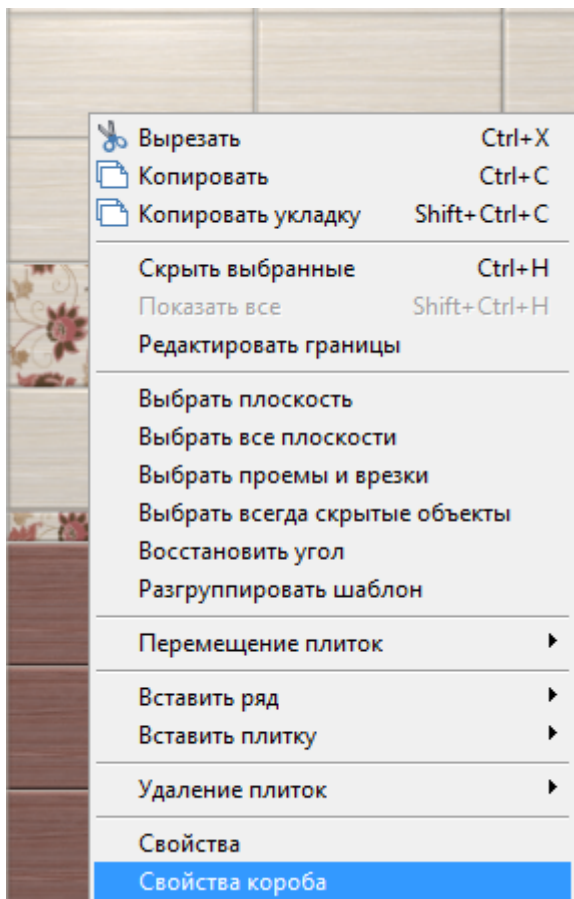 Вырезать Ctrl+X
Копировать Ctrl+C
Копировать укладку Shift+Ctrl+C
Скрыть выбранные Ctrl+H
Показать все Shift+Ctrl+H
Редактировать границы
Выбрать плоскость
Выбрать все плоскости
Выбрать проемы и врезки
Выбрать всегда скрытые объекты
Восстановить угол
Разгруппировать шаблон
Перемещение плиток
Вставить ряд
Вставить плитку
Удаление плиток
Свойства
Свойства короба